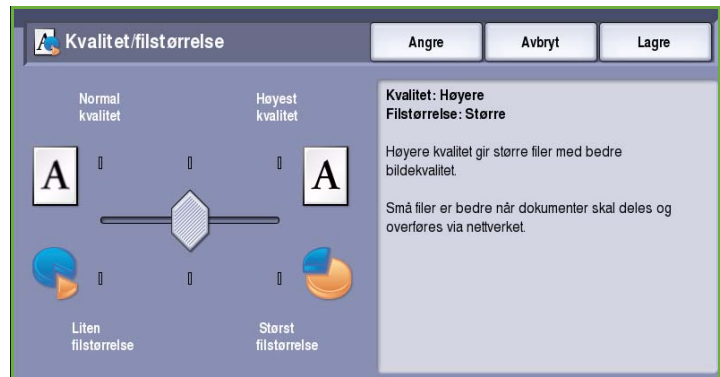 Kvalitet/filstørrelse
Angre
Avbryt
Lagre
Normal
kvalitet
Høyest
kvalitet
A
A
Liten
filstørrelse
Størst
filstørrelse
Kvalitet: Høyere
Filstørrelse: Større
Høyere kvalitet gir større filer med bedre
bildekvalitet.
Små filer er bedre når dokumenter skal deles og
overføres via nettverket.